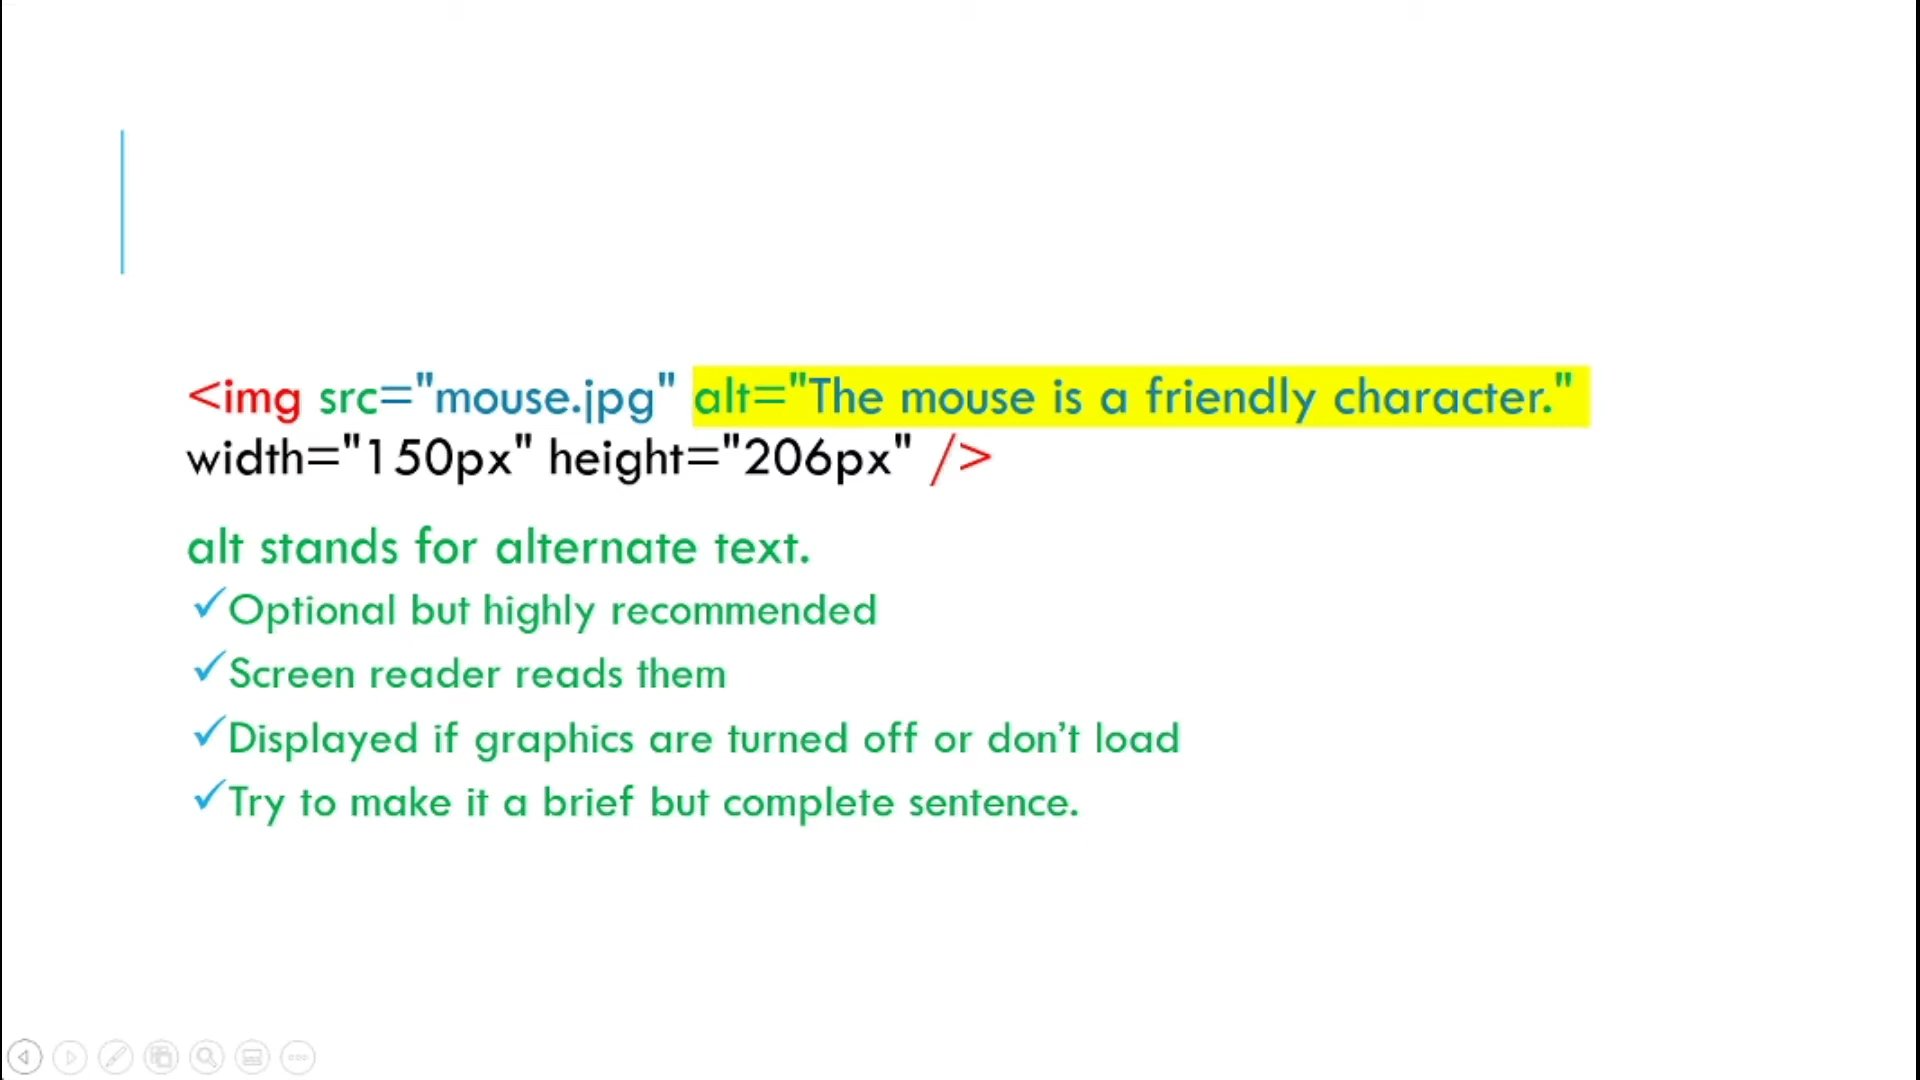 <img src="mouse.jpg" alt="The mouse is a friendly character."
width="150px" height="206px" />
alt stands for alternate text.
✓Optional but highly recommended
✓Screen reader reads them
✓Displayed if graphics are turned off or don’t load
✓Try to make it a brief but complete sentence.